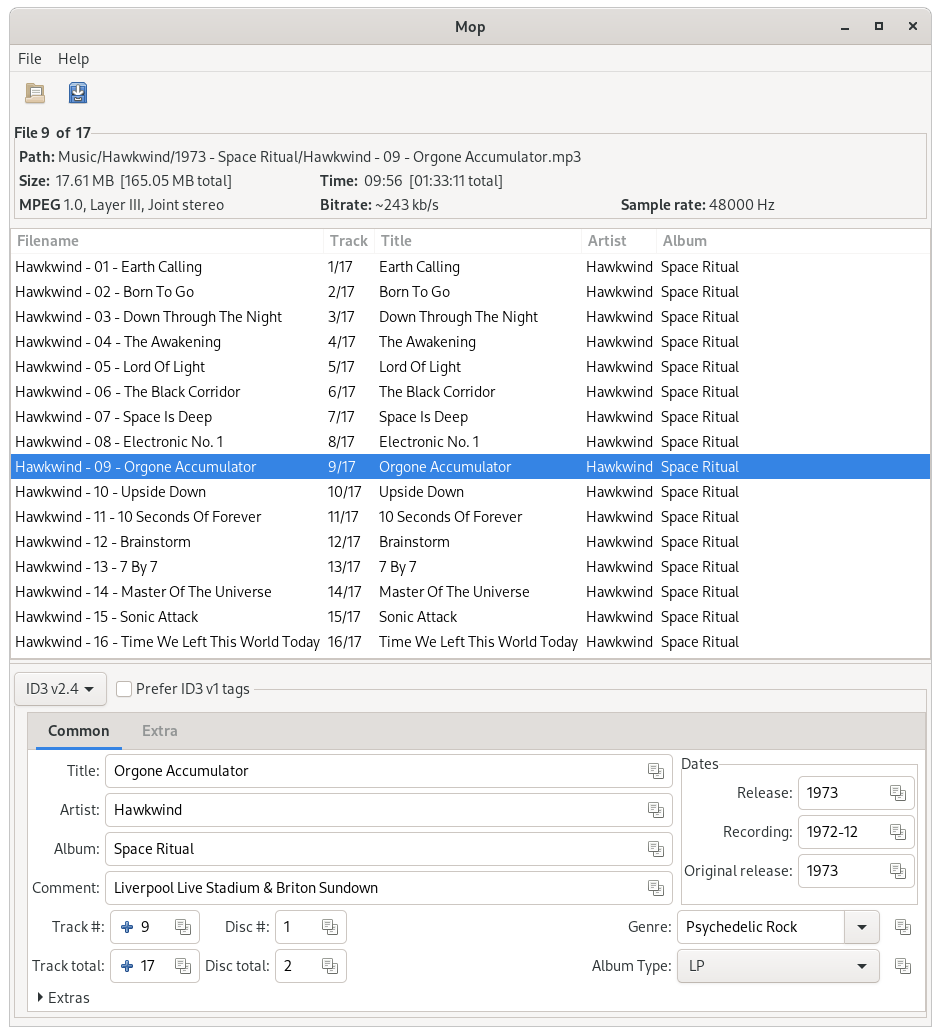 Mop
File Help
File 9 of 17
Path: Music/Hawkwind/1973 - Space Ritual/Hawkwind - 09 - Orgone Accumulator.mp3
Size: 17.61 MB [165.05 MB total] Time: 09:56 [01:33:11 total]
MPEG 1.0, Layer III, Joint stereo Bitrate: ~243 kb/s Sample rate: 48000 Hz
Filename Track Title Artist Album
Hawkwind - 01 - Earth Calling 1/17 Earth Calling Hawkwind Space Ritual
Hawkwind - 02 - Born To Go 2/17 Born To Go Hawkwind Space Ritual
Hawkwind - 03 - Down Through The Night 3/17 Down Through The Night Hawkwind Space Ritual
Hawkwind - 04 - The Awakening 4/17 The Awakening Hawkwind Space Ritual
Hawkwind - 05 - Lord Of Light 5/17 Lord Of Light Hawkwind Space Ritual
Hawkwind - 06 - The Black Corridor 6/17 The Black Corridor Hawkwind Space Ritual
Hawkwind - 07 - Space Is Deep 7/17 Space Is Deep Hawkwind Space Ritual
Hawkwind - 08 - Electronic No. 1 8/17 Electronic No. 1 Hawkwind Space Ritual
Hawkwind - 09 - Orgone Accumulator 9/17 Orgone Accumulator Hawkwind Space Ritual
Hawkwind - 10 - Upside Down 10/17 Upside Down Hawkwind Space Ritual
Hawkwind - 11 - 10 Seconds Of Forever 11/17 10 Seconds Of Forever Hawkwind Space Ritual
Hawkwind - 12 - Brainstorm 12/17 Brainstorm Hawkwind Space Ritual
Hawkwind - 13 - 7 By 7 13/17 7 By 7 Hawkwind Space Ritual
Hawkwind - 14 - Master Of The Universe 14/17 Master Of The Universe Hawkwind Space Ritual
Hawkwind - 15 - Sonic Attack 15/17 Sonic Attack Hawkwind Space Ritual
Hawkwind - 16 - Time We Left This World Today 16/17 Time We Left This World Today Hawkwind Space Ritual
ID3 v2.4 Prefer ID3 v1 tags
Common Extra
Title: Orgone Accumulator
Artist: Hawkwind
Album: Space Ritual
Comment: Liverpool Live Stadium & Briton Sundown
Dates
Release: 1973
Recording: 1972-12
Original release: 1973
Track #: 9 Disc #: 1 Genre: Psychedelic Rock
Track total: 17 Disc total: 2 Album Type: LP
Extras